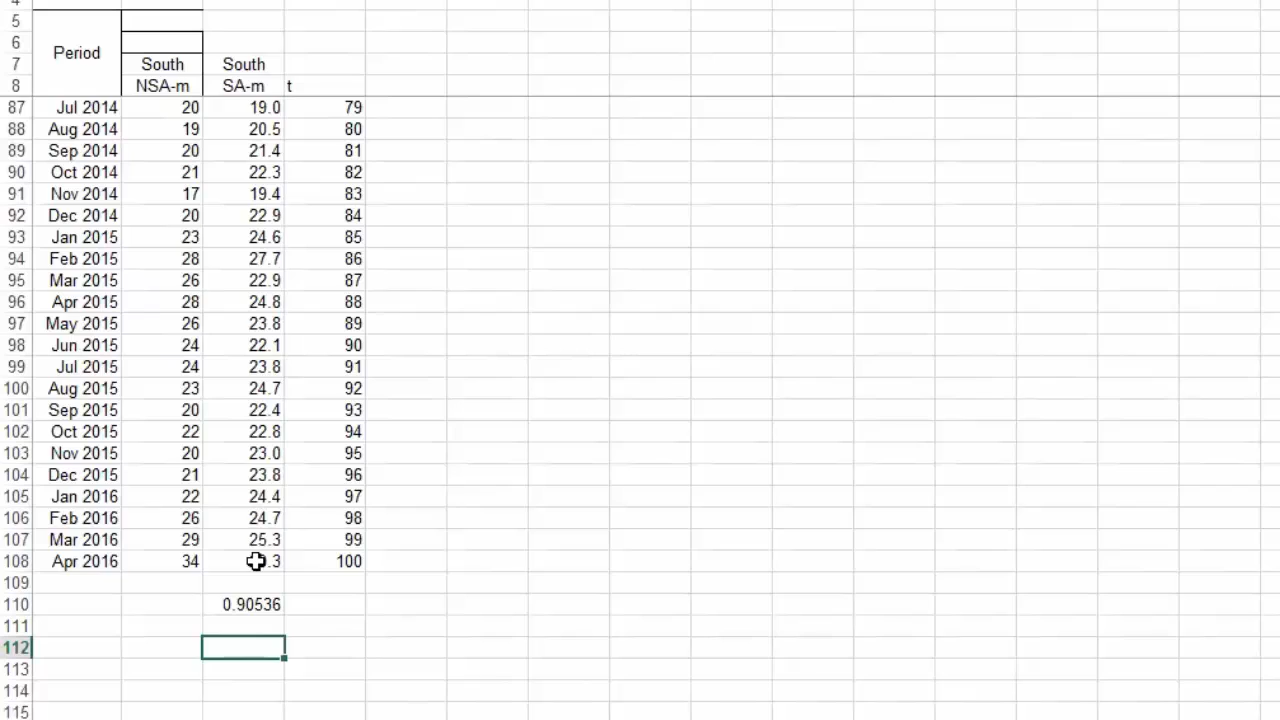 4
5
6
Period
7 South South
8 NSA-m SA-m t
87 Jul 2014 20 19.0 79
88 Aug 2014 19 20.5 80
89 Sep 2014 20 21.4 81
90 Oct 2014 21 22.3 82
91 Nov 2014 17 19.4 83
92 Dec 2014 20 22.9 84
93 Jan 2015 23 24.6 85
94 Feb 2015 28 27.7 86
95 Mar 2015 26 22.9 87
96 Apr 2015 28 24.8 88
97 May 2015 26 23.8 89
98 Jun 2015 24 22.1 90
99 Jul 2015 24 23.8 91
100 Aug 2015 23 24.7 92
101 Sep 2015 20 22.4 93
102 Oct 2015 22 22.8 94
103 Nov 2015 20 23.0 95
104 Dec 2015 21 23.8 96
105 Jan 2016 22 24.4 97
106 Feb 2016 26 24.7 98
107 Mar 2016 29 25.3 99
108 Apr 2016 34 .3 100
109
110 0.90536
111
112
113
114
115